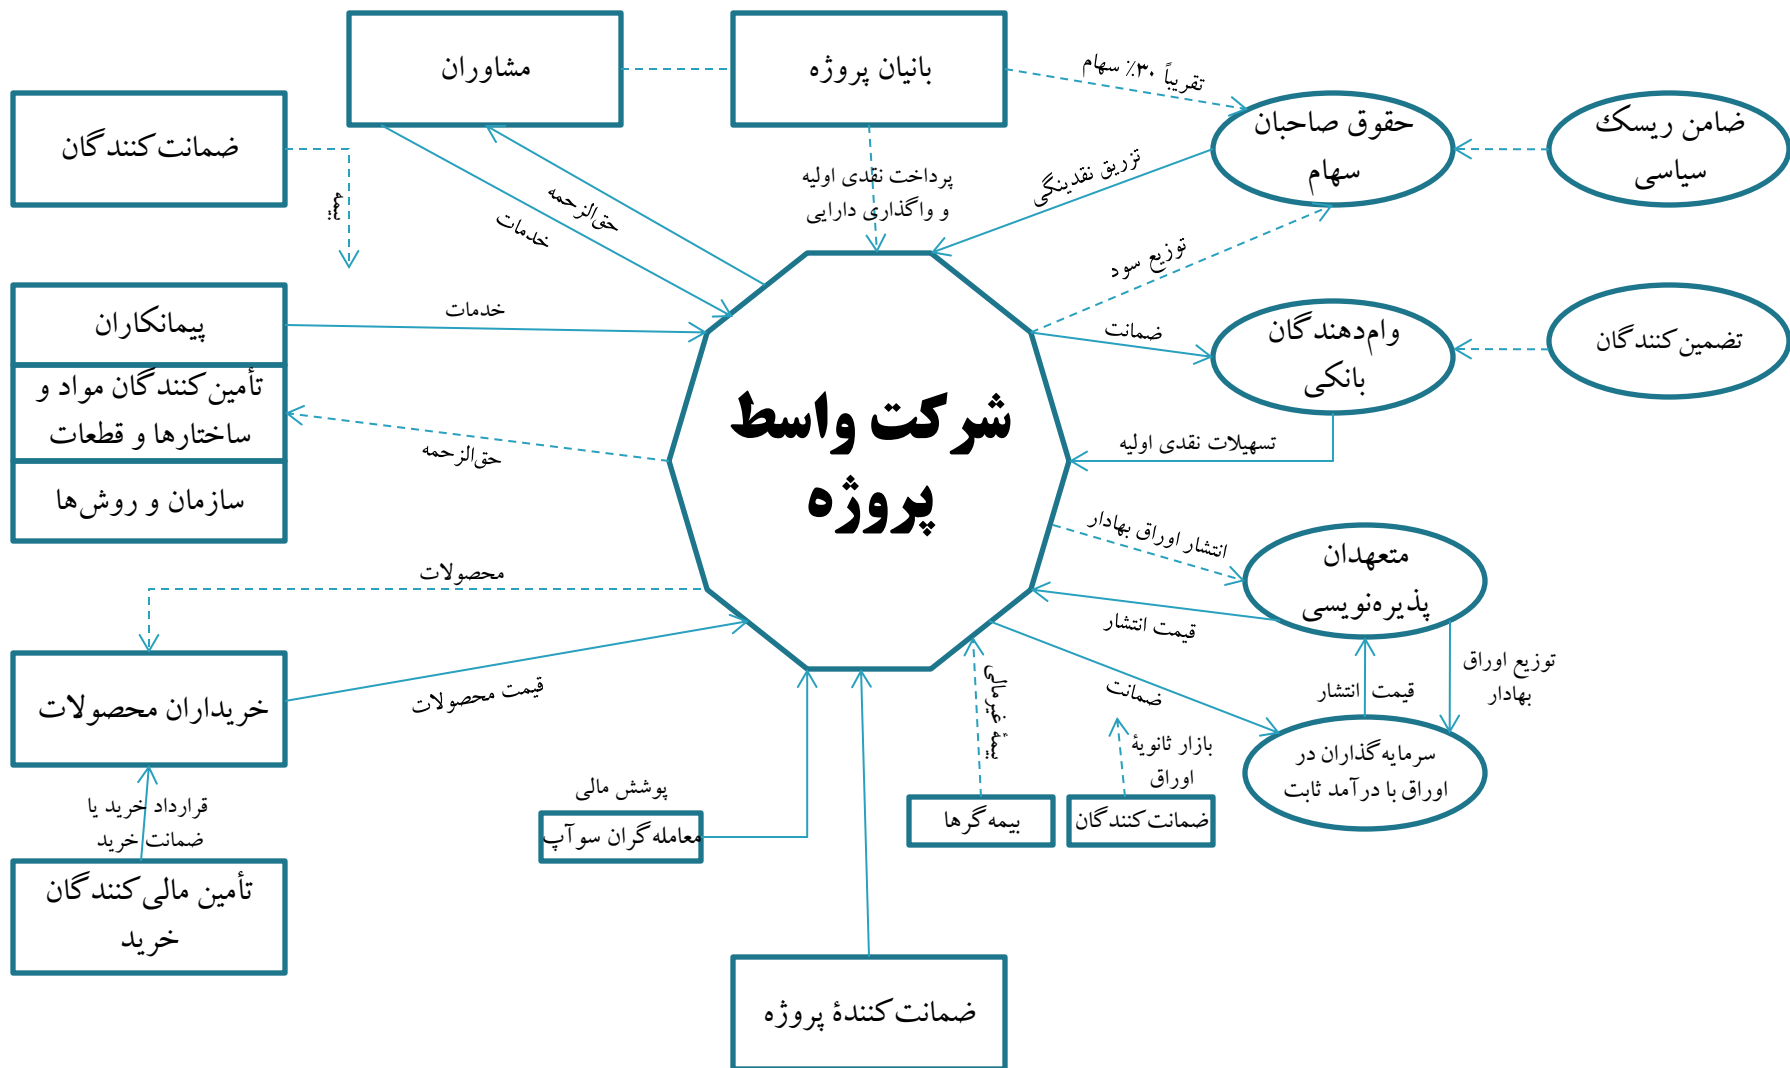 مشاوران
بانیان پروژه
تقریباً ۳۰٪ سهام
ضمانت‌کنندگان
حقوق صاحبان
سهام
ضامن ریسک
سیاسی
بیمه
حق‌الزحمه
خدمات
پرداخت نقدی اولیه
و واگذاری دارایی
تزریق نقدینگی
توزیع سود
پیمانکاران
خدمات
ضمانت
وام‌دهندگان
بانکی
تضمین‌کنندگان
تأمین‌کنندگان مواد و
ساختارها و قطعات
حق‌الزحمه
شرکت واسط
پروژه
تسهیلات نقدی اولیه
سازمان و روش‌ها
انتشار اوراق بهادار
متعهدان
پذیره‌نویسی
محصولات
قیمت انتشار
خریداران محصولات
قیمت محصولات
بیمهٔ غیرمالی
ضمانت
قیمت انتشار
توزیع اوراق
بهادار
بازار ثانویهٔ
اوراق
سرمایه‌گذاران در
اوراق با درآمد ثابت
قرارداد خرید یا
ضمانت خرید
پوشش مالی
معامله‌گران سوآپ
بیمه‌گرها
ضمانت‌کنندگان
تأمین مالی‌کنندگان
خرید
ضمانت‌کنندهٔ پروژه